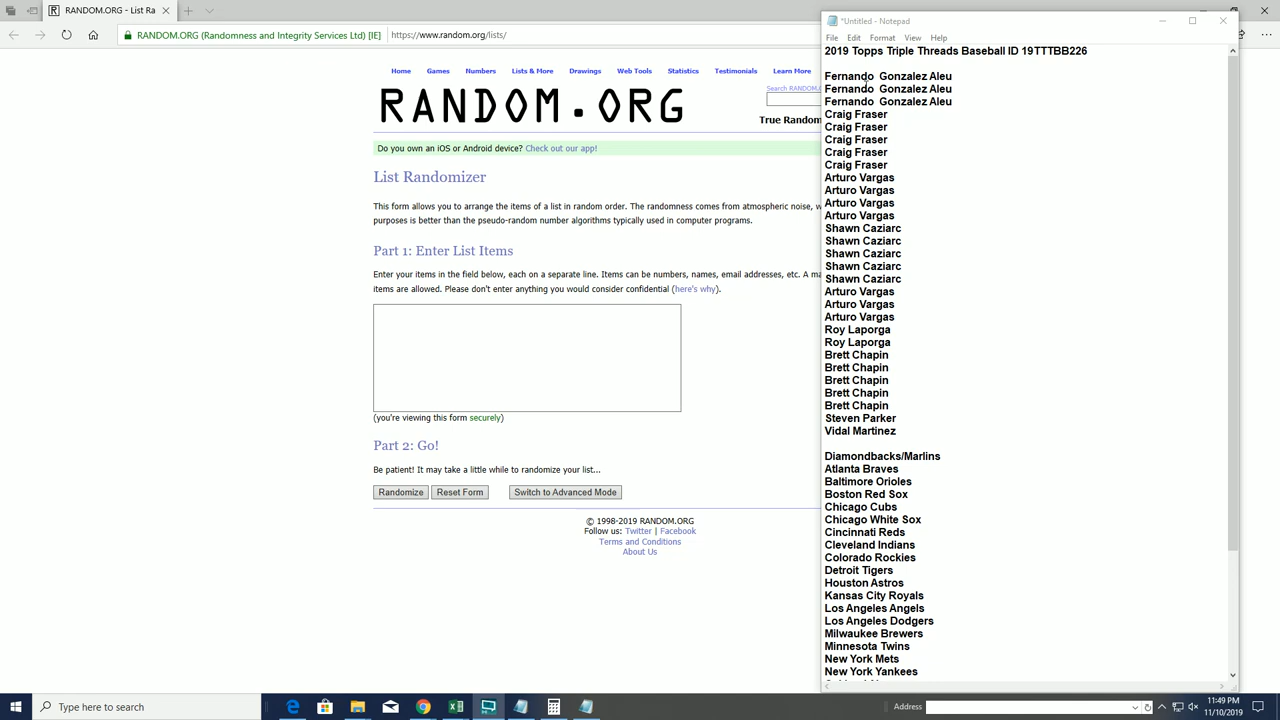 RANDOM.ORG - List Ra
RANDOM.ORG (Randomness and Integrity Services Ltd) [IE]
https://www.random.org/lists/
Home Games Numbers Lists & More Drawings Web Tools Statistics Testimonials Learn More
Search RANDOM.
RANDOM.ORG
True Random
Do you own an iOS or Android device? Check out our app!
List Randomizer
This form allows you to arrange the items of a list in random order. The randomness comes from atmospheric noise, w
purposes is better than the pseudo-random number algorithms typically used in computer programs.
Part 1: Enter List Items
Enter your items in the field below, each on a separate line. Items can be numbers, names, email addresses, etc. A ma
items are allowed. Please don't enter anything you would consider confidential (here's why).
(you're viewing this form securely)
Part 2: Go!
Be patient! It may take a little while to randomize your list...
Randomize Reset Form Switch to Advanced Mode
© 1998-2019 RANDOM.ORG
Follow us: Twitter | Facebook
Terms and Conditions
About Us
*Untitled - Notepad
File Edit Format View Help
2019 Topps Triple Threads Baseball ID 19TTTBB226
Fernando  Gonzalez Aleu
Fernando  Gonzalez Aleu
Fernando  Gonzalez Aleu
Craig Fraser
Craig Fraser
Craig Fraser
Craig Fraser
Craig Fraser
Arturo Vargas
Arturo Vargas
Arturo Vargas
Arturo Vargas
Shawn Caziarc
Shawn Caziarc
Shawn Caziarc
Shawn Caziarc
Shawn Caziarc
Arturo Vargas
Arturo Vargas
Arturo Vargas
Roy Laporga
Roy Laporga
Brett Chapin
Brett Chapin
Brett Chapin
Brett Chapin
Brett Chapin
Steven Parker
Vidal Martinez
Diamondbacks/Marlins
Atlanta Braves
Baltimore Orioles
Boston Red Sox
Chicago Cubs
Chicago White Sox
Cincinnati Reds
Cleveland Indians
Colorado Rockies
Detroit Tigers
Houston Astros
Kansas City Royals
Los Angeles Angels
Los Angeles Dodgers
Milwaukee Brewers
Minnesota Twins
New York Mets
New York Yankees
Type here to search
Address
11:49 PM
11/10/2019